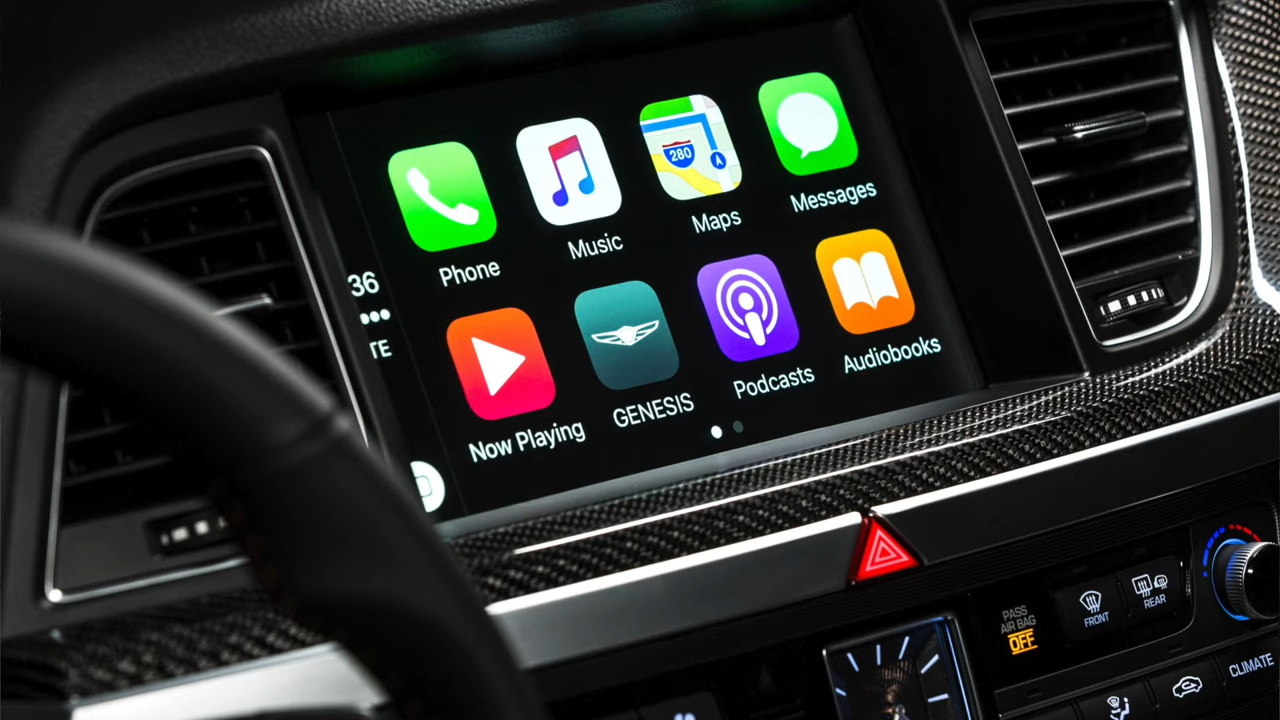 36
TE
Phone
Music
280
Maps
Messages
Now Playing
GENESIS
Podcasts
Audiobooks
PASS
AIR BAG
OFF
FRONT
REAR
CLIMATE